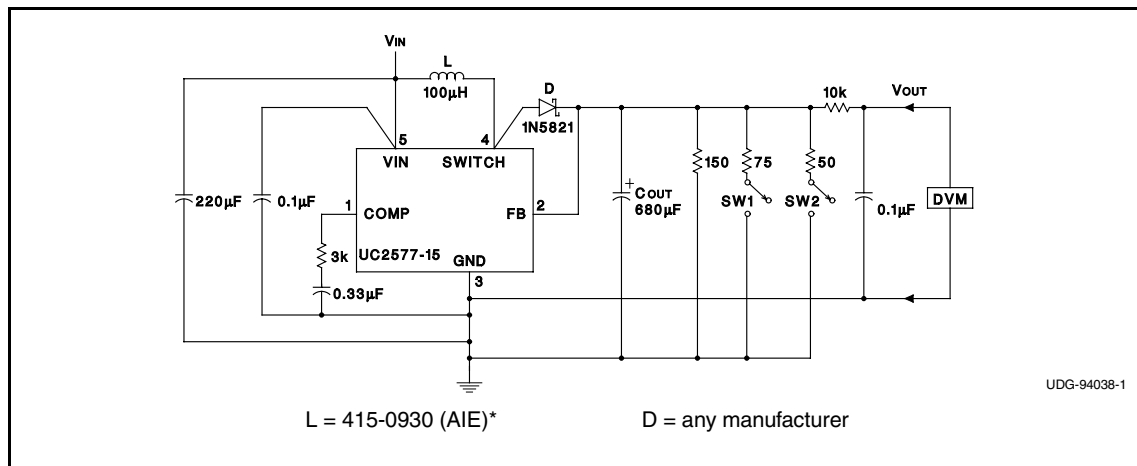 VIN
L
100µH
D
1N5821
10k
VOUT
5
4
VIN
SWITCH
150
75
50
220µF
0.1µF
1
COMP
FB
2
+
COUT
680µF
SW1
SW2
0.1µF
DVM
3k
UC2577-15
GND
3
0.33µF
UDG-94038-1
L = 415-0930 (AIE)*
D = any manufacturer